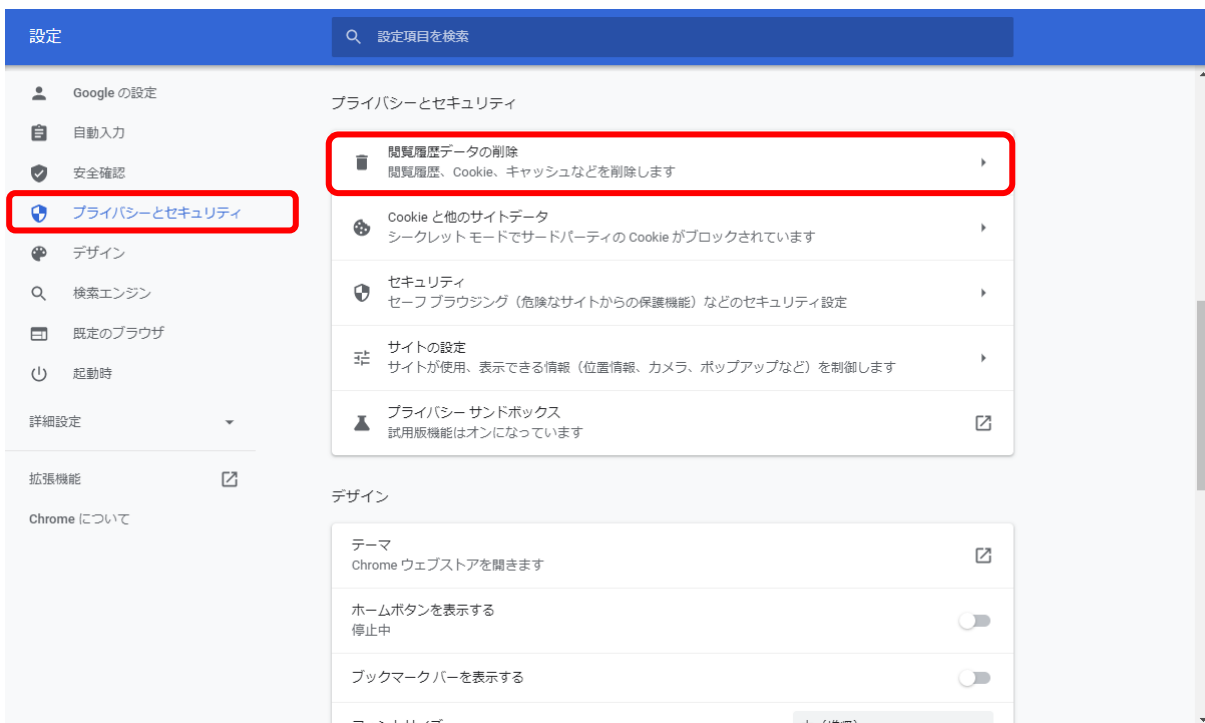 設定
設定項目を検索
Google の設定
自動入力
安全確認
プライバシーとセキュリティ
デザイン
検索エンジン
既定のブラウザ
起動時
詳細設定
拡張機能
Chrome について
プライバシーとセキュリティ
閲覧履歴データの削除
閲覧履歴、Cookie、キャッシュなどを削除します
Cookie と他のサイトデータ
シークレット モードでサードパーティの Cookie がブロックされています
セキュリティ
セーフ ブラウジング（危険なサイトからの保護機能）などのセキュリティ設定
サイトの設定
サイトが使用、表示できる情報（位置情報、カメラ、ポップアップなど）を制御します
プライバシー サンドボックス
試用版機能はオンになっています
デザイン
テーマ
Chrome ウェブストアを開きます
ホームボタンを表示する
停止中
ブックマーク バーを表示する